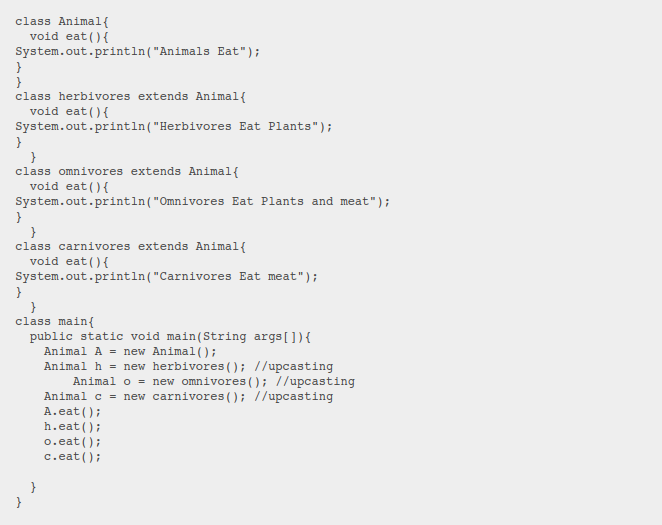 class Animal{
  void eat(){
System.out.println("Animals Eat");
}
}
class herbivores extends Animal{
  void eat(){
System.out.println("Herbivores Eat Plants");
}
  }
class omnivores extends Animal{
  void eat(){
System.out.println("Omnivores Eat Plants and meat");
}
  }
class carnivores extends Animal{
  void eat(){
System.out.println("Carnivores Eat meat");
}
  }
class main{
  public static void main(String args[]){
    Animal A = new Animal();
    Animal h = new herbivores(); //upcasting
        Animal o = new omnivores(); //upcasting
    Animal c = new carnivores(); //upcasting
    A.eat();
    h.eat();
    o.eat();
    c.eat();

  }
}